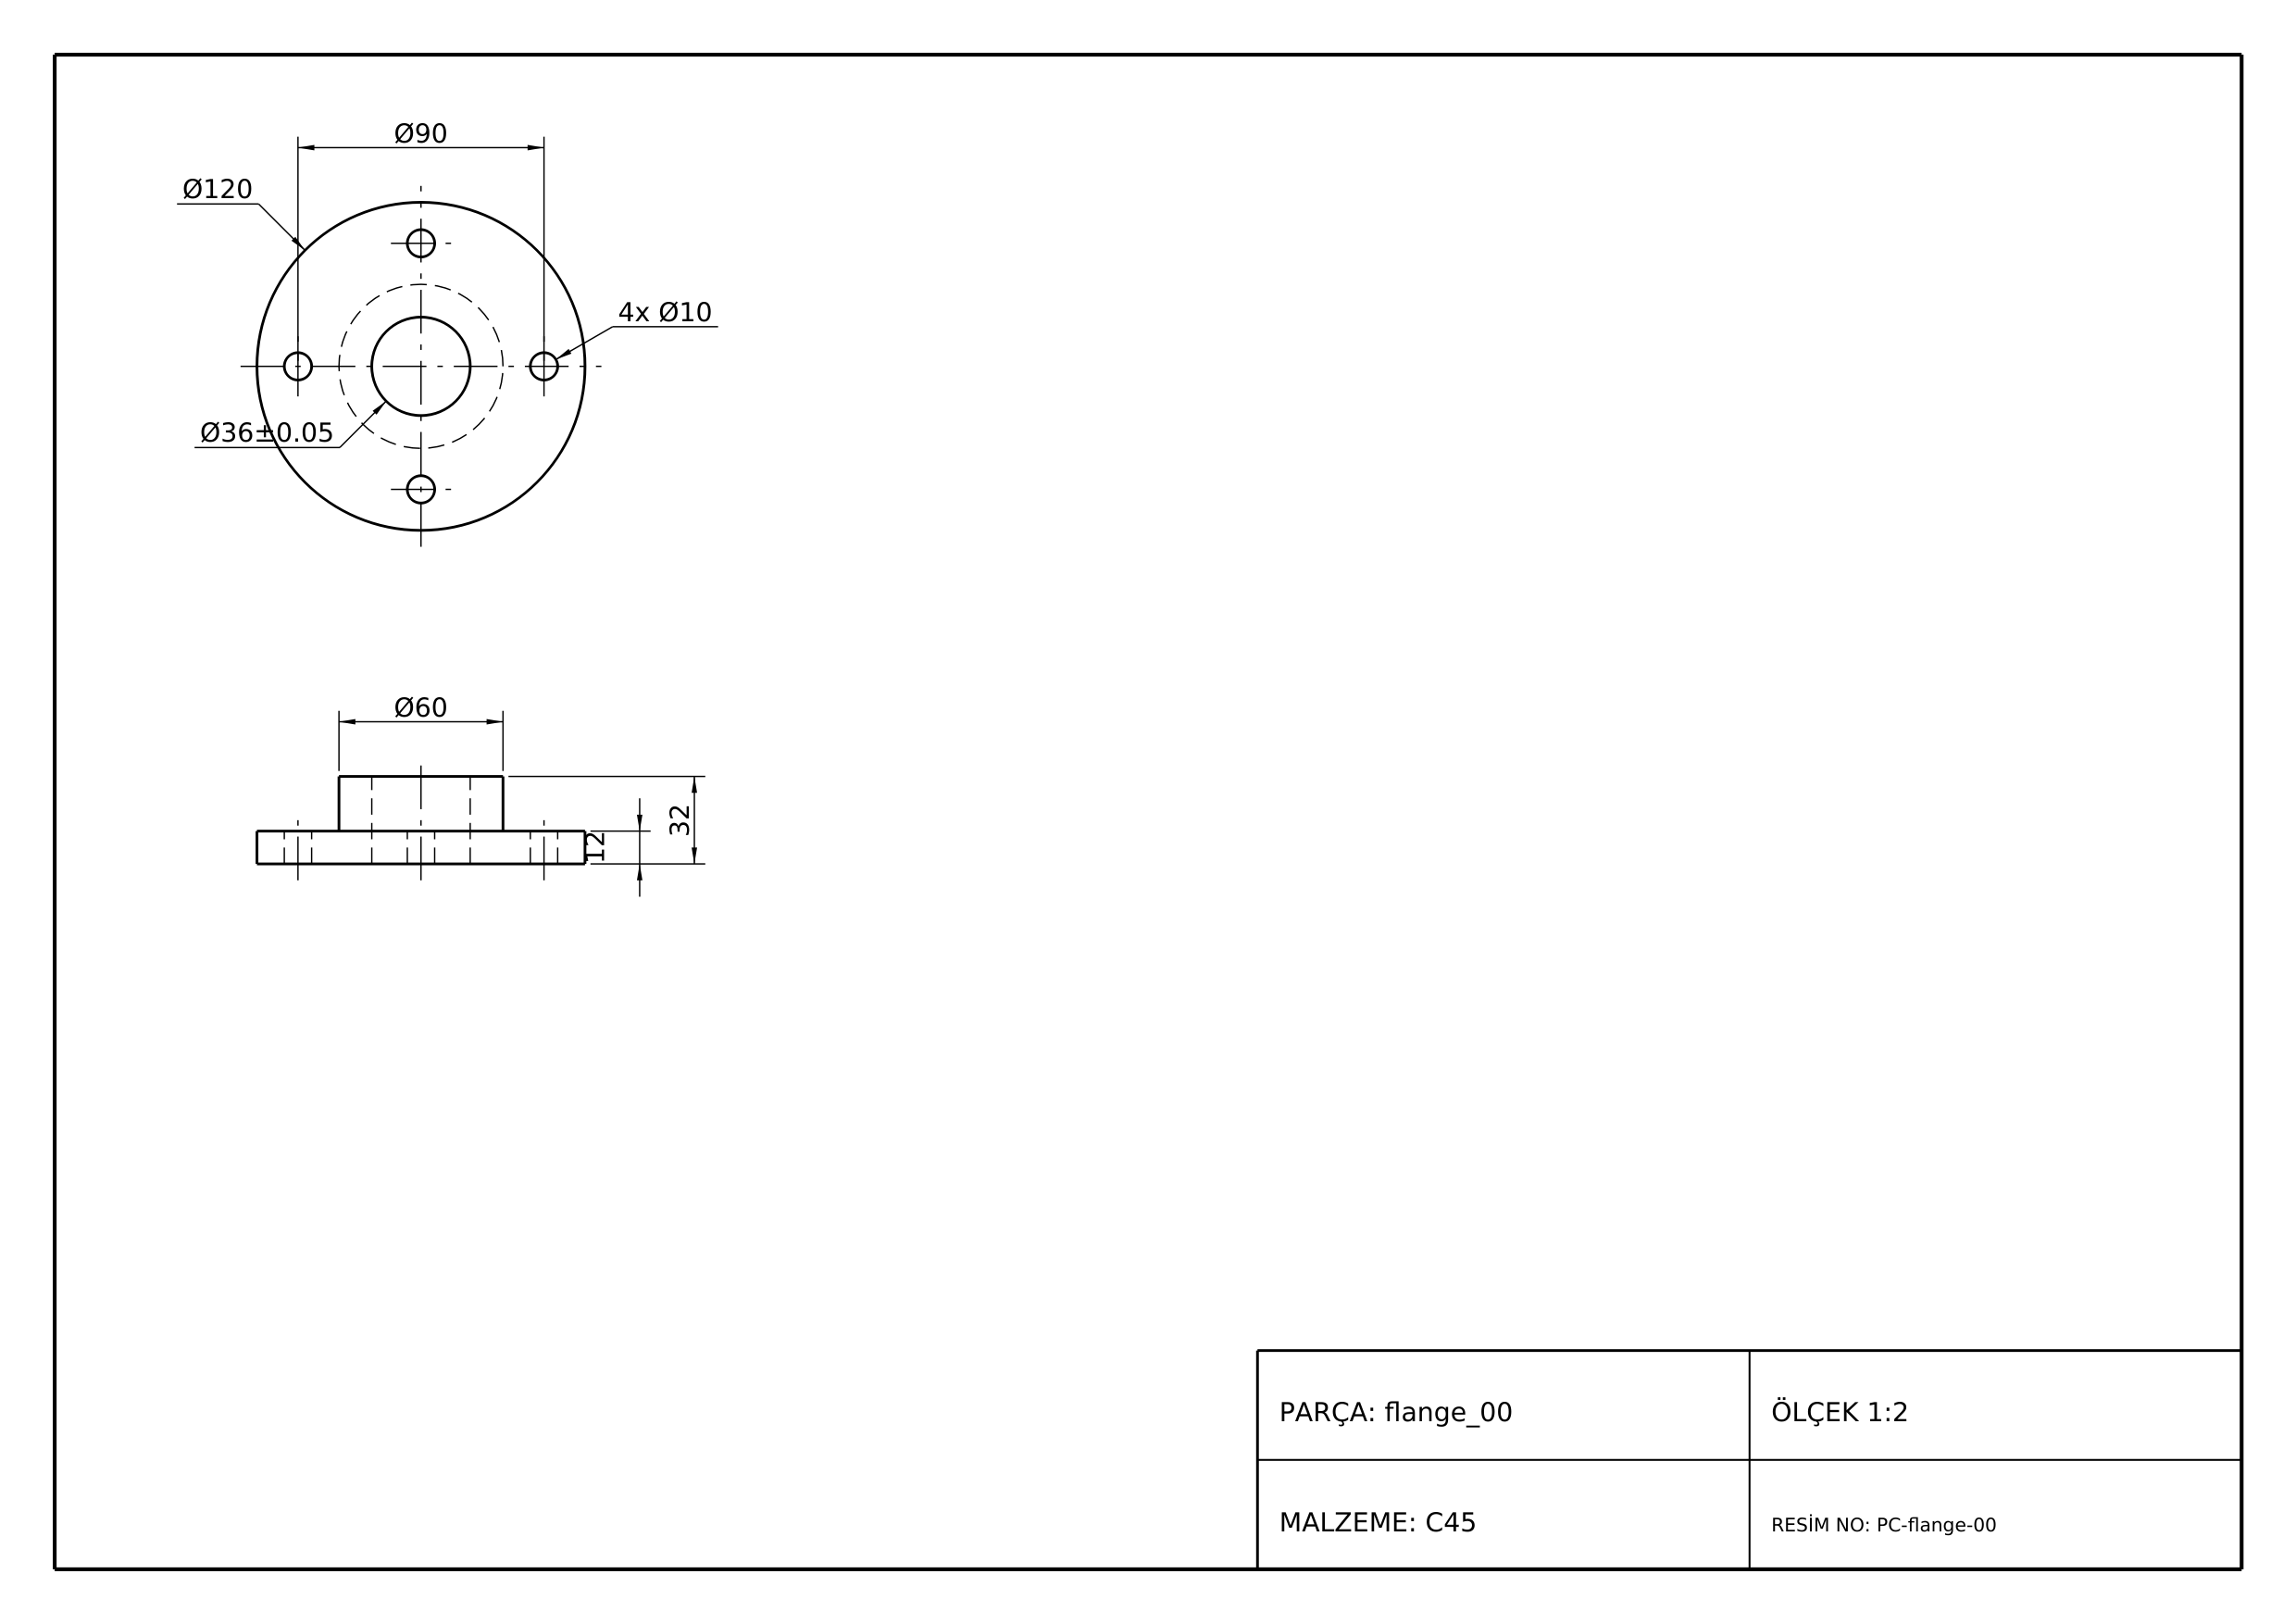 Ø90
Ø120
4x Ø10
Ø36±0.05
Ø60
32
12
PARÇA: flange_00
ÖLÇEK 1:2
MALZEME: C45
RESİM NO: PC-flange-00